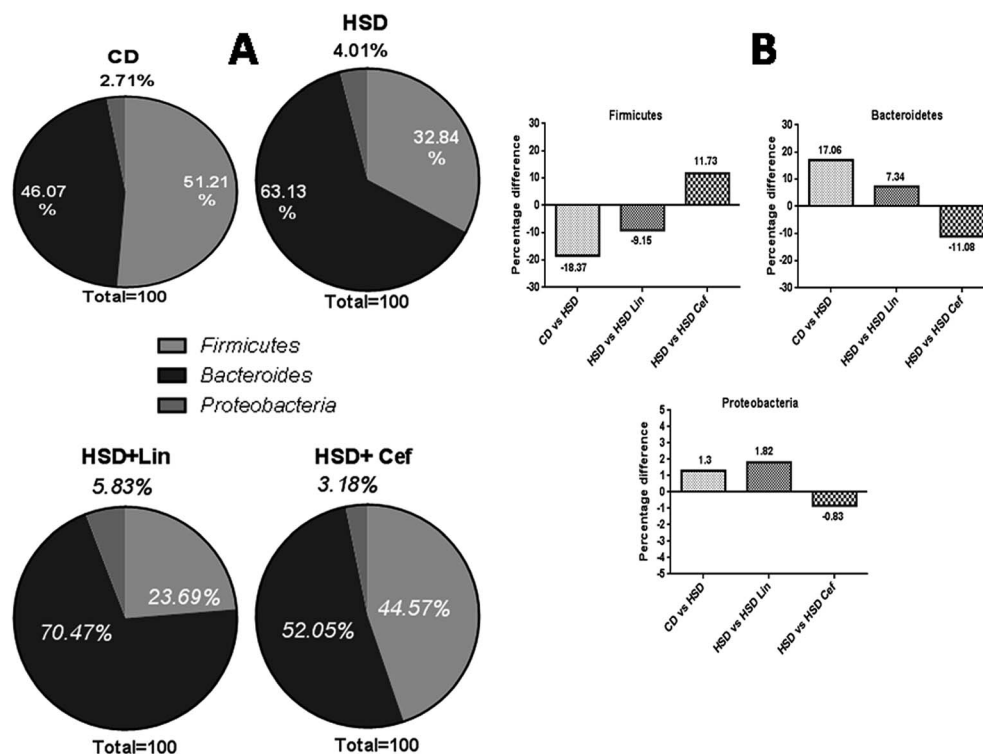 A
CD
2.71%
46.07
%
51.21
%
Total=100
HSD
4.01%
32.84
%
63.13
%
Total=100
Firmicutes
Bacteroides
Proteobacteria
HSD+Lin
5.83%
23.69%
70.47%
Total=100
HSD+ Cef
3.18%
44.57%
52.05%
Total=100
B
Firmicutes
Percentage difference
30
20
10
0
-10
-20
-30
-18.37
-9.15
11.73
CD vs HSD
HSD vs HSD Lin
HSD vs HSD Cef
Bacteroidetes
Percentage difference
30
20
10
0
-10
-20
-30
17.06
7.34
-11.08
CD vs HSD
HSD vs HSD Lin
HSD vs HSD Cef
Proteobacteria
Percentage difference
5
4
3
2
1
0
-1
-2
-3
-4
-5
1.3
1.82
-0.83
CD vs HSD
HSD vs HSD Lin
HSD vs HSD Cef